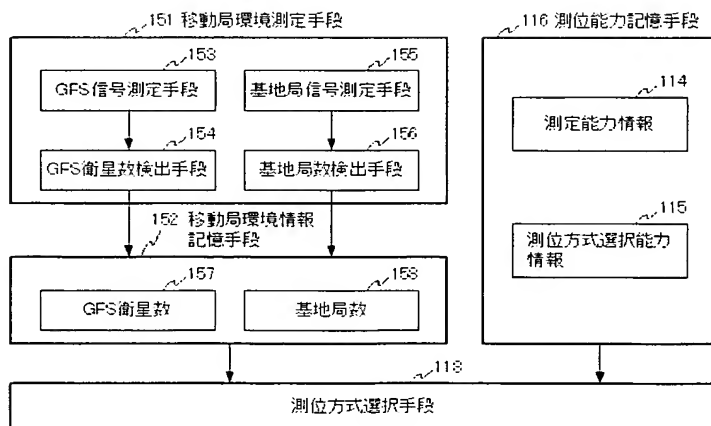 151 移動局環境測定手段
153
GFS信号測定手段
155
基地局信号測定手段
154
GFS衛星数検出手段
156
基地局数検出手段
152 移動局環境情報
記憶手段
157
GFS衛星数
158
基地局数
116 測位能力記憶手段
114
測定能力情報
115
測位方式選択能力
情報
118
測位方式選択手段